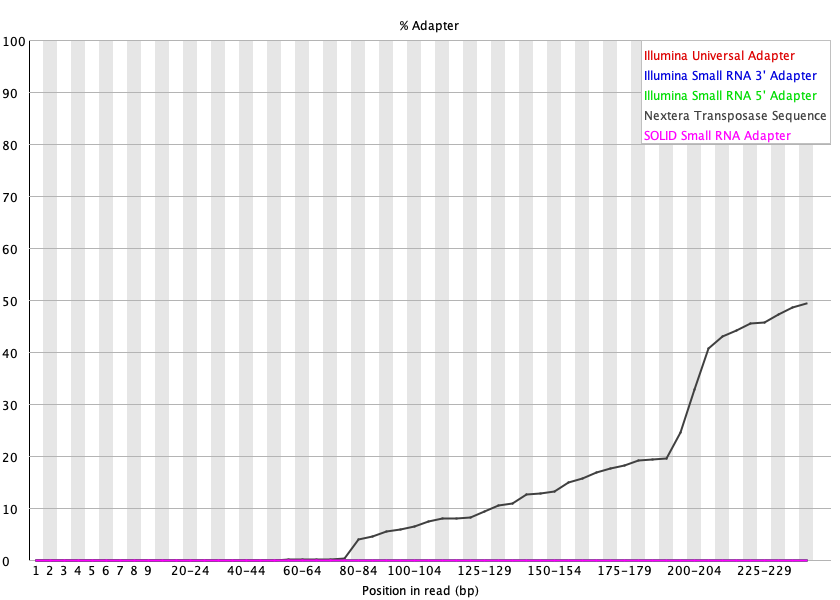 % Adapter
100
90
80
70
60
50
40
30
20
10
0
Illumina Universal Adapter
Illumina Small RNA 3' Adapter
Illumina Small RNA 5' Adapter
Nextera Transposase Sequence
SOLID Small RNA Adapter
1 2 3 4 5 6 7 8 9 20-24 40-44 60-64 80-84 100-104 125-129 150-154 175-179 200-204 225-229
Position in read (bp)